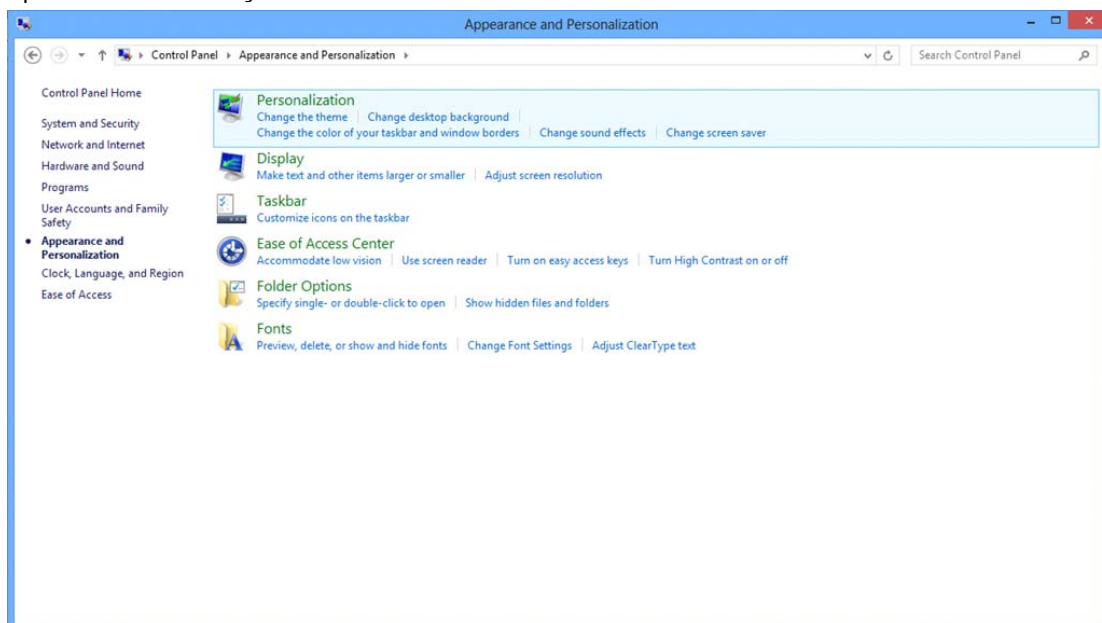 Appearance and Personalization
Control Panel Appearance and Personalization
Search Control Panel
Control Panel Home
System and Security
Network and Internet
Hardware and Sound
Programs
User Accounts and Family
Safety
Appearance and
Personalization
Clock, Language, and Region
Ease of Access
Personalization
Change the theme Change desktop background
Change the color of your taskbar and window borders Change sound effects Change screen saver
Display
Make text and other items larger or smaller Adjust screen resolution
Taskbar
Customize icons on the taskbar
Ease of Access Center
Accommodate low vision Use screen reader Turn on easy access keys Turn High Contrast on or off
Folder Options
Specify single- or double-click to open Show hidden files and folders
Fonts
Preview, delete, or show and hide fonts Change Font Settings Adjust ClearType text